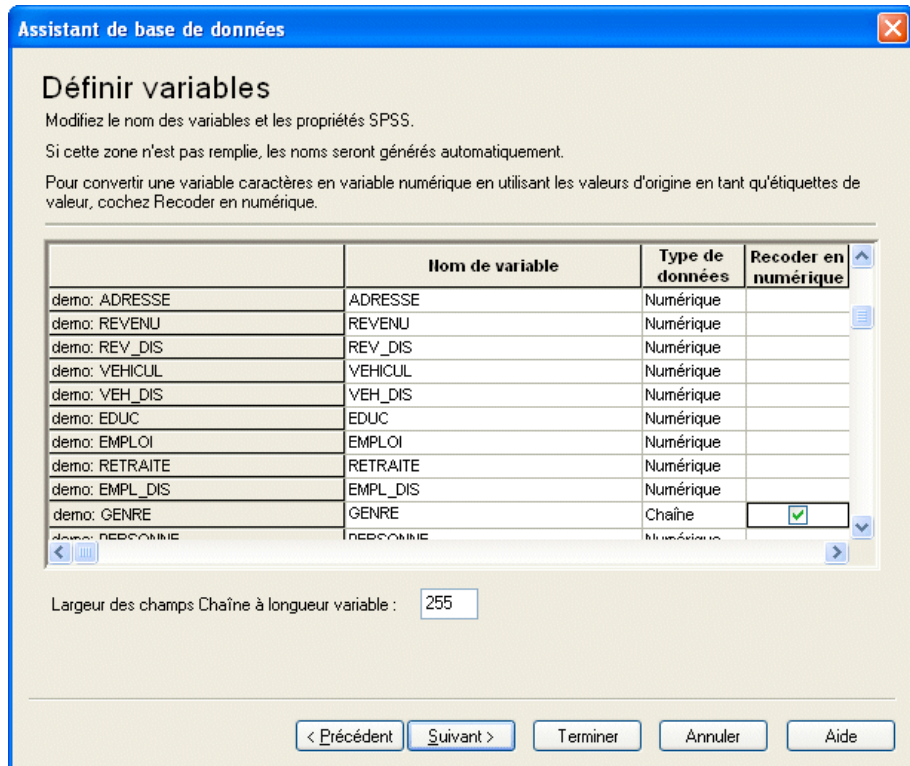 Assistant de base de données
Définir variables
Modifiez le nom des variables et les propriétés SPSS.
Si cette zone n'est pas remplie, les noms seront générés automatiquement.
Pour convertir une variable caractères en variable numérique en utilisant les valeurs d'origine en tant qu'étiquettes de
valeur, cochez Recoder en numérique.
Nom de variable Type de données Recoder en numérique
demo: ADRESSE ADRESSE Numérique
demo: REVENU REVENU Numérique
demo: REV_DIS REV_DIS Numérique
demo: VEHICUL VEHICUL Numérique
demo: VEH_DIS VEH_DIS Numérique
demo: EDUC EDUC Numérique
demo: EMPLOI EMPLOI Numérique
demo: RETRAITE RETRAITE Numérique
demo: EMPL_DIS EMPL_DIS Numérique
demo: GENRE GENRE Chaîne
demo: PERSONNE PERSONNE Numérique
Largeur des champs Chaîne à longueur variable : 255
< Précédent Suivant > Terminer Annuler Aide